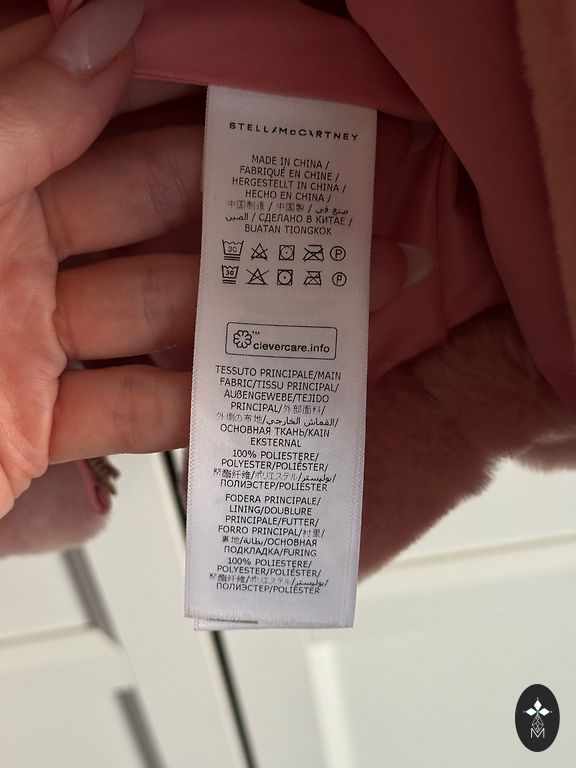 STELLA McCARTNEY
MADE IN CHINA /
FABRIQUÉ EN CHINE /
HERGESTELLT IN CHINA /
HECHO EN CHINA /
中国制造 / 中国製 / صنع في
الصين / СДЕЛАНО В КИТАЕ /
BUATAN TIONGKOK
30 P
30 P
™
clevercare.info
TESSUTO PRINCIPALE/MAIN
FABRIC/TISSU PRINCIPAL/
AUßENGEWEBE/TEJIDO
PRINCIPAL/外部面料/
外側の布地/القماش الخارجي/
ОСНОВНАЯ ТКАНЬ/KAIN
EKSTERNAL
100% POLIESTERE/
POLYESTER/POLIÉSTER/
聚酯纤维/ポリエステル/بوليستر/
ПОЛИЭСТЕР/POLIESTER
FODERA PRINCIPALE/
LINING/DOUBLURE
PRINCIPALE/FUTTER/
FORRO PRINCIPAL/衬里/
裏地/بطانة/ОСНОВНАЯ
ПОДКЛАДКА/FURING
100% POLIESTERE/
POLYESTER/POLIÉSTER/
聚酯纤维/ポリエステル/بوليستر/
ПОЛИЭСТЕР/POLIESTER
M